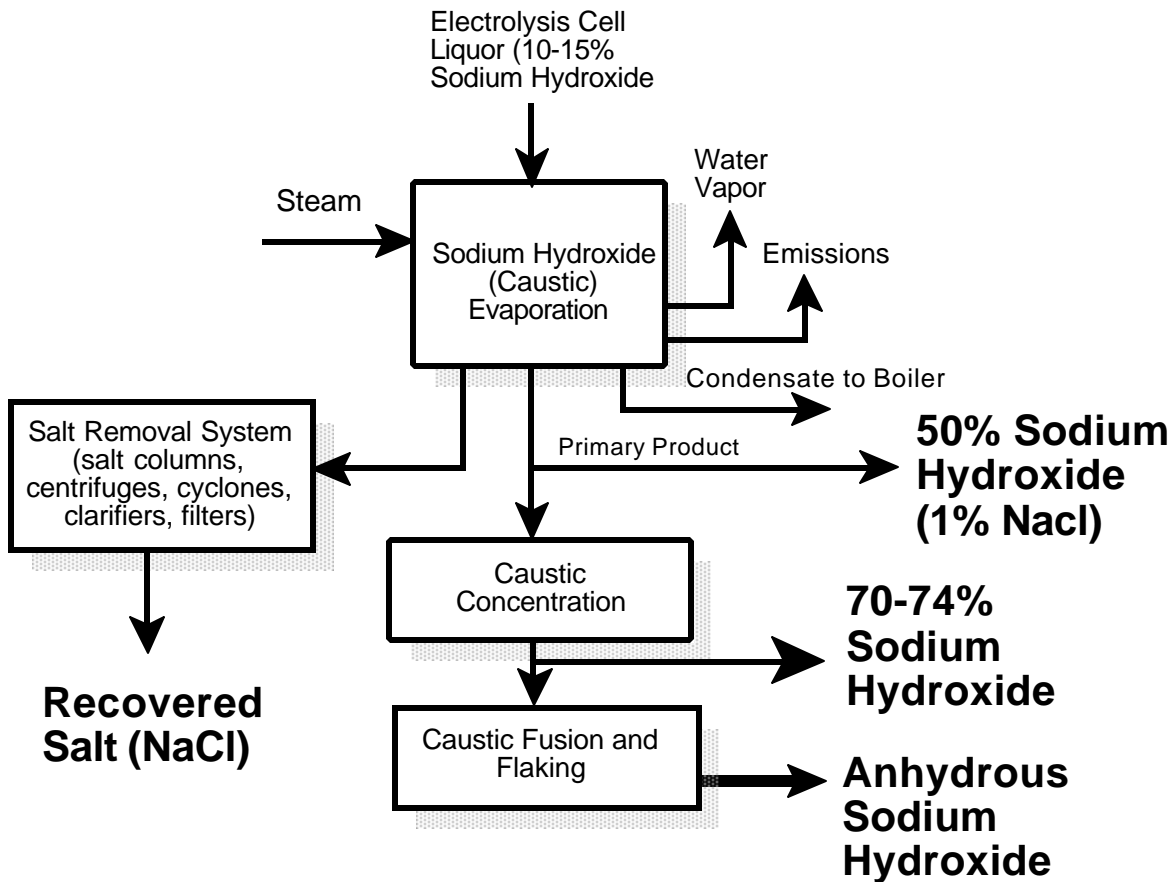 Electrolysis Cell
Liquor (10-15%
Sodium Hydroxide
Water
Vapor
Steam
Emissions
Sodium Hydroxide
(Caustic)
Evaporation
Condensate to Boiler
Salt Removal System
(salt columns,
centrifuges, cyclones,
clarifiers, filters)
Primary Product
50% Sodium
Hydroxide
(1% Nacl)
Caustic
Concentration
70-74%
Sodium
Hydroxide
Recovered
Salt (NaCl)
Caustic Fusion and
Flaking
Anhydrous
Sodium
Hydroxide